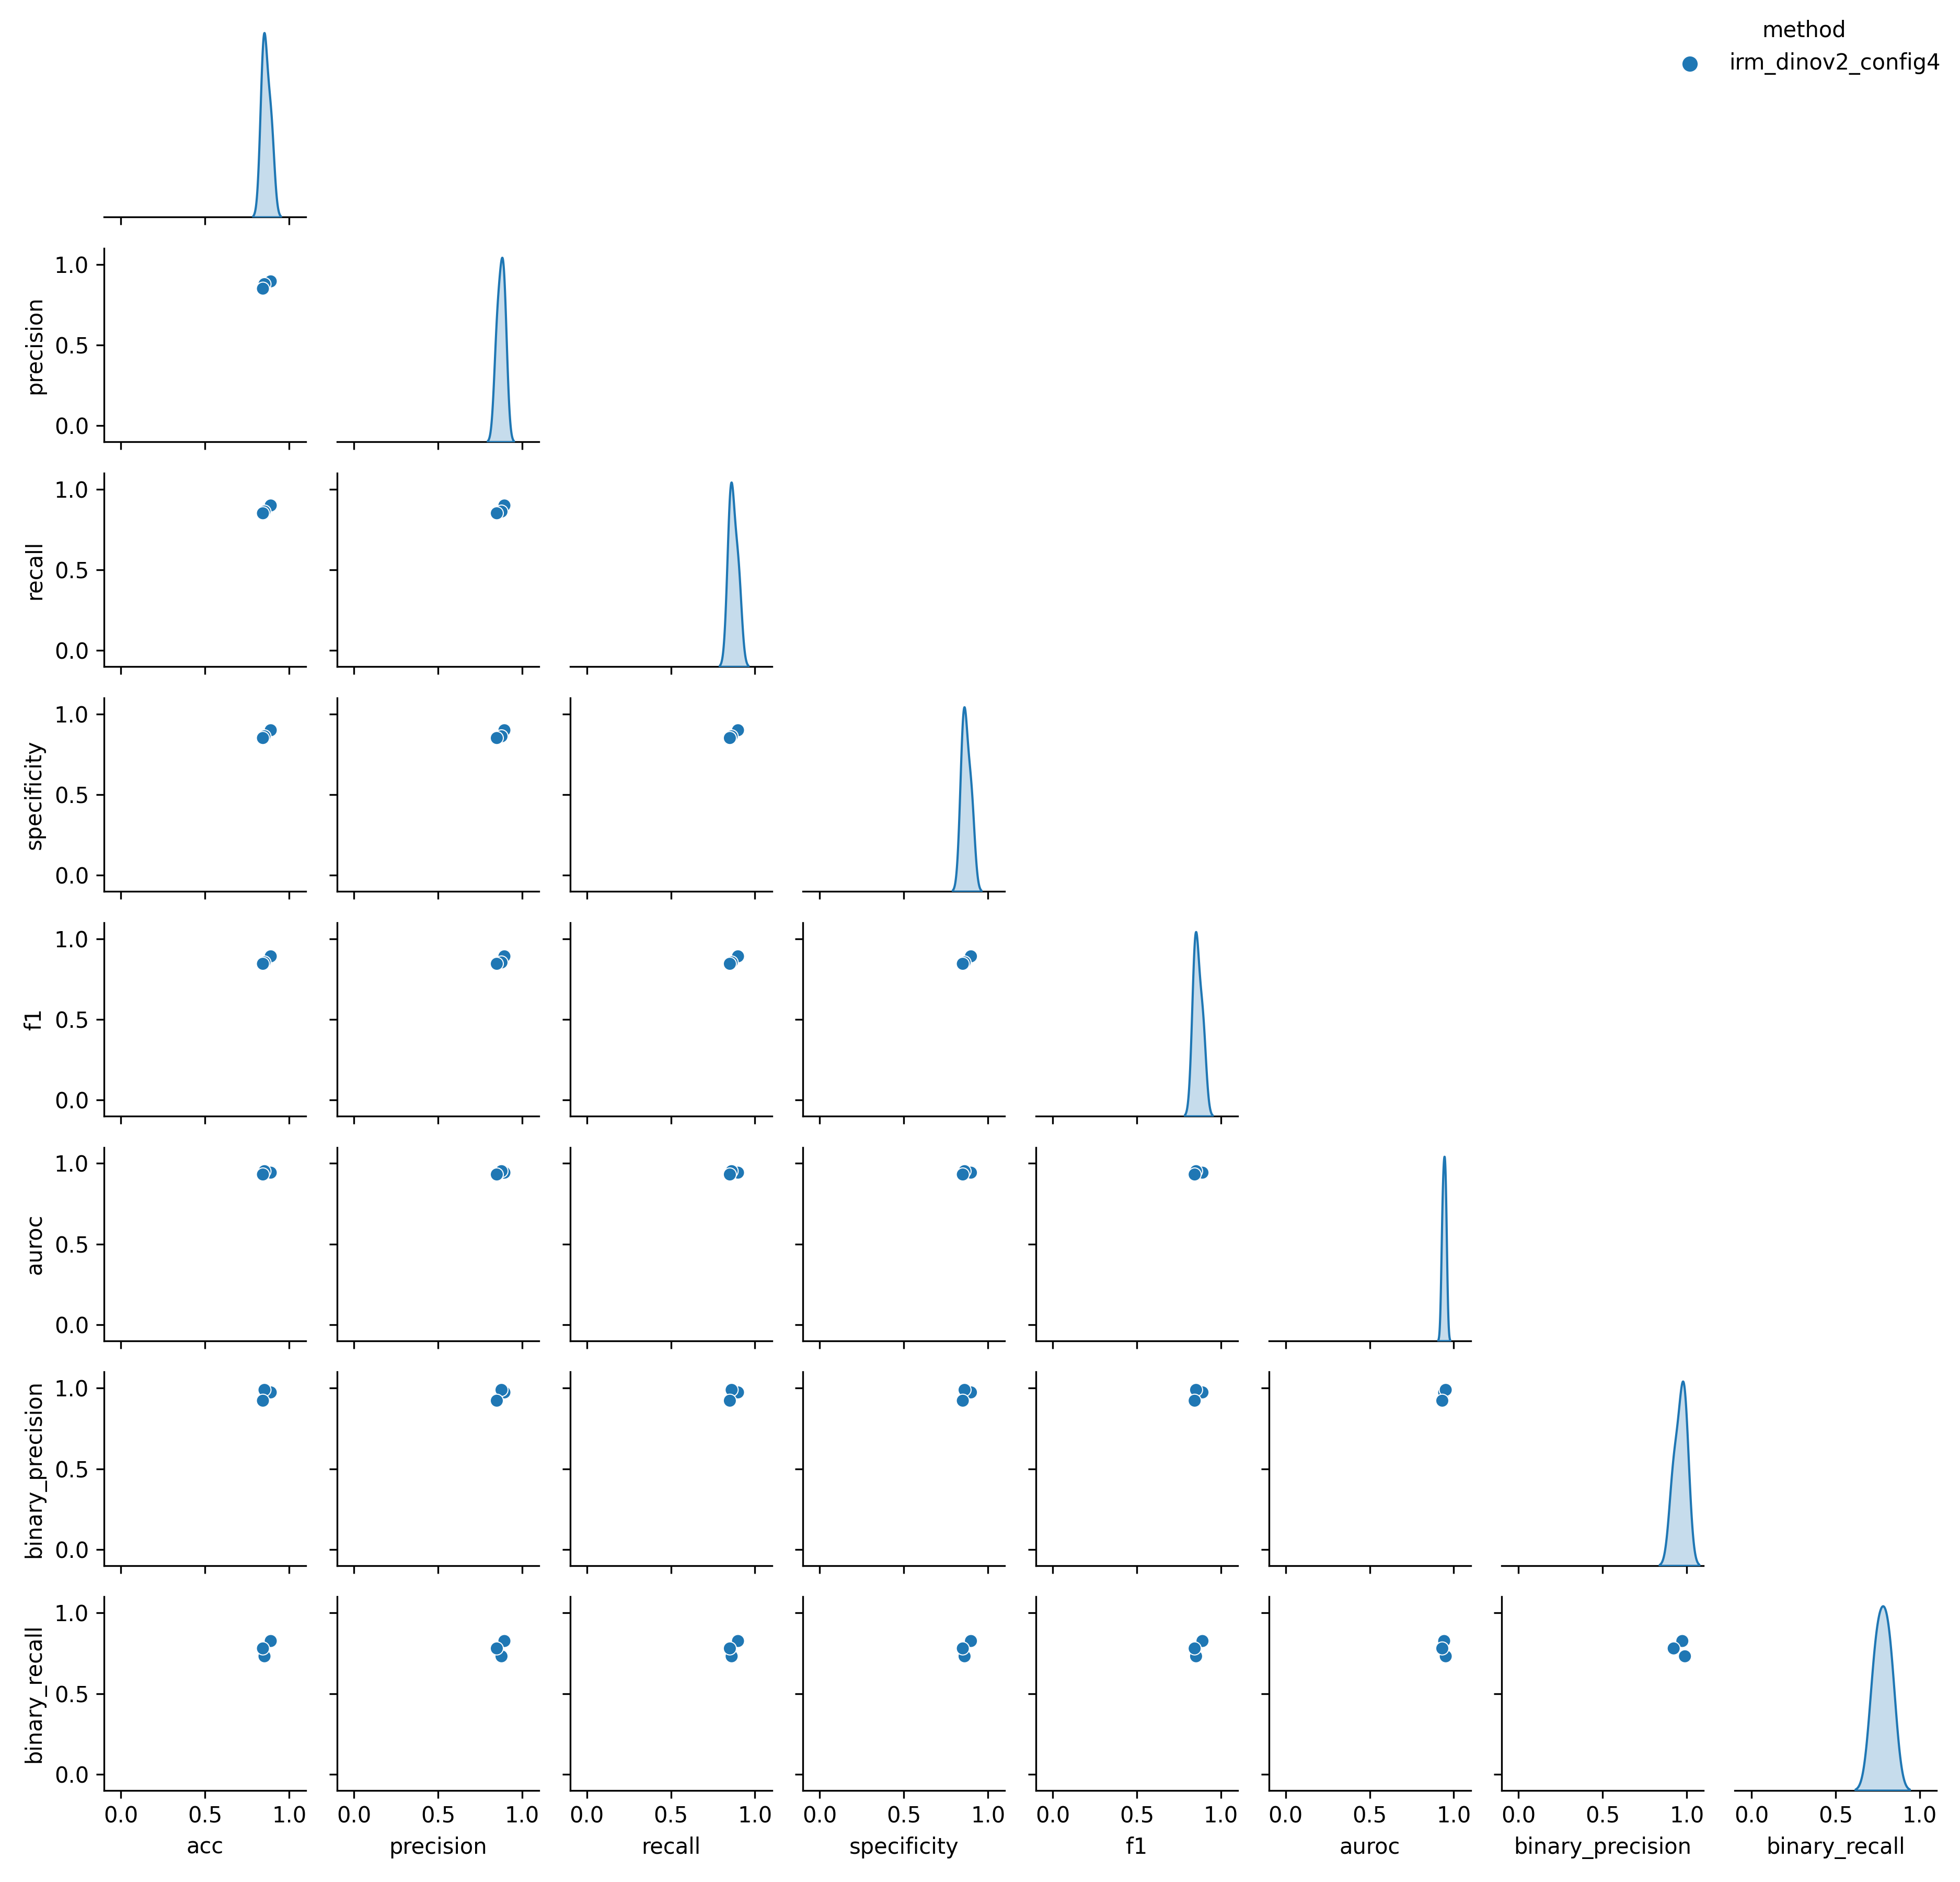 method
irm_dinov2_config4
precision
1.0
0.5
0.0
recall
1.0
0.5
0.0
specificity
1.0
0.5
0.0
f1
1.0
0.5
0.0
auroc
1.0
0.5
0.0
binary_precision
1.0
0.5
0.0
binary_recall
1.0
0.5
0.0
0.0 0.5 1.0 0.0 0.5 1.0 0.0 0.5 1.0 0.0 0.5 1.0 0.0 0.5 1.0 0.0 0.5 1.0 0.0 0.5 1.0 0.0 0.5 1.0
acc precision recall specificity f1 auroc binary_precision binary_recall